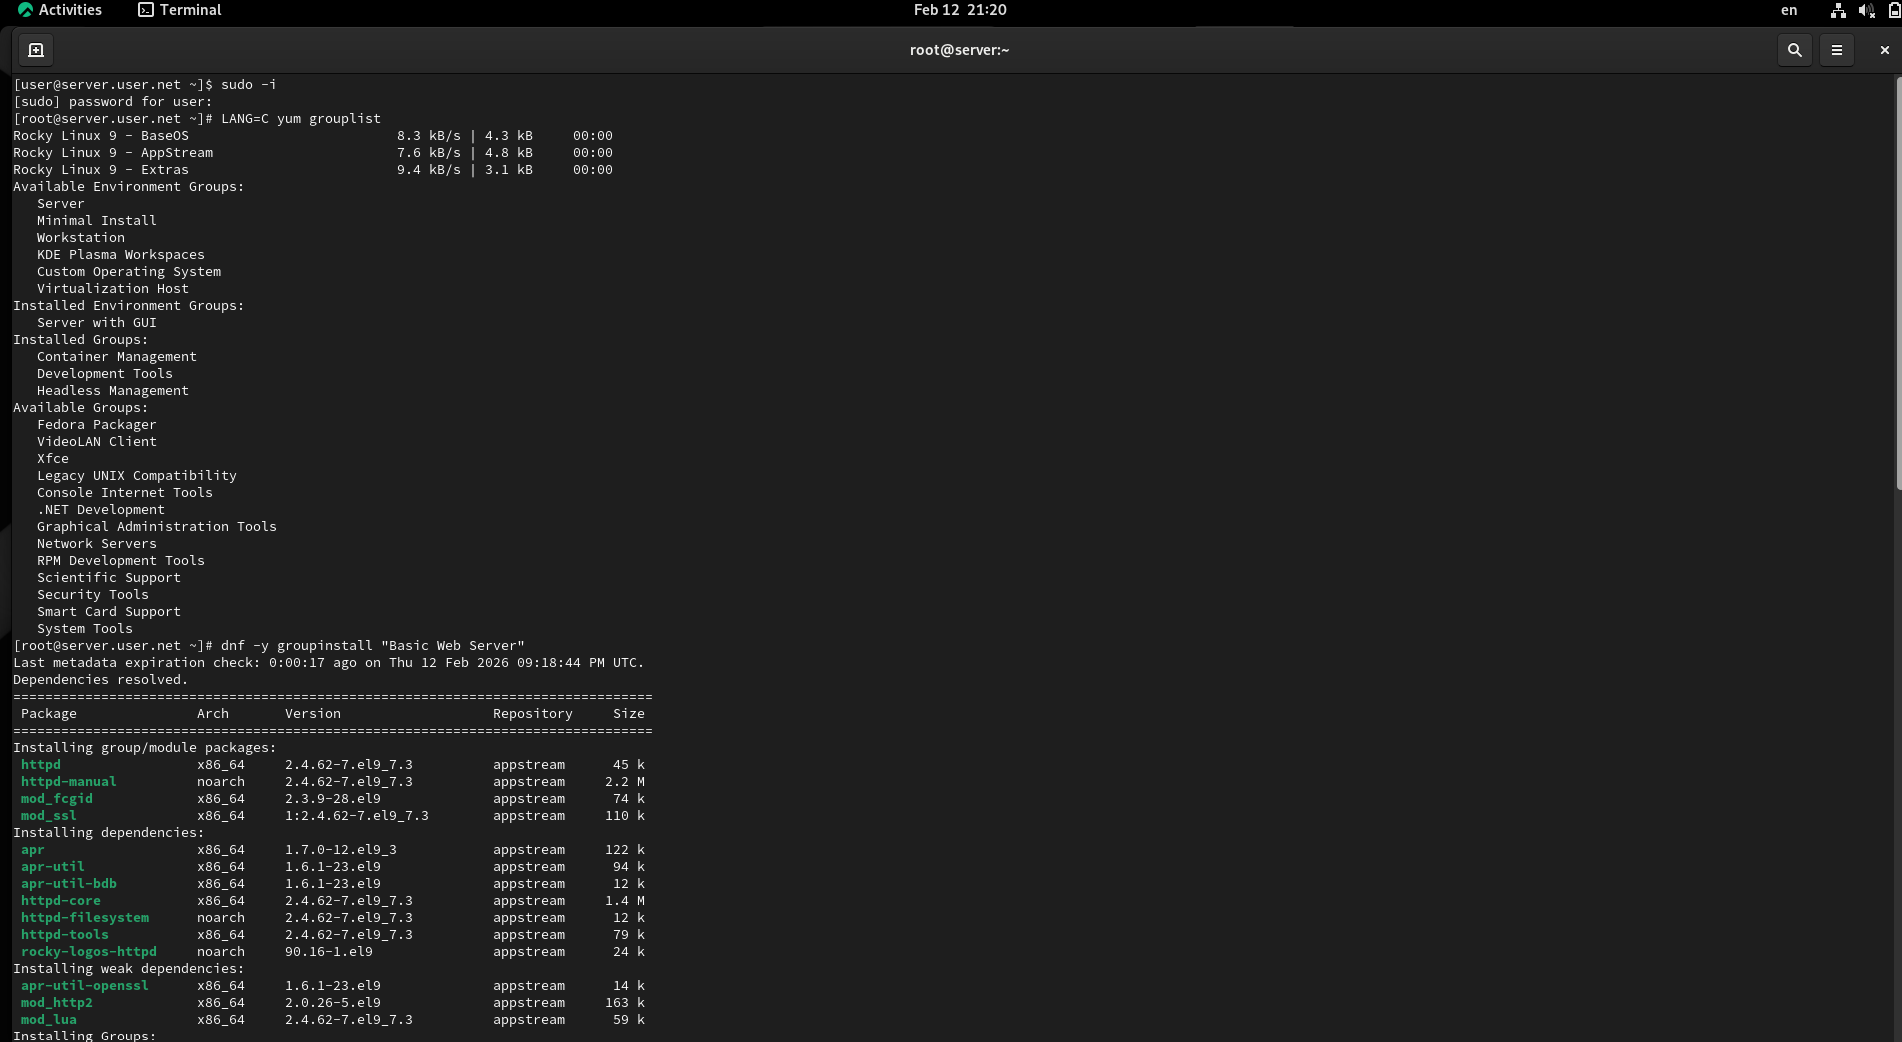 Activities Terminal Feb 12 21:20 en
root@server:~
[user@server.user.net ~]$ sudo -i
[sudo] password for user:
[root@server.user.net ~]# LANG=C yum grouplist
Rocky Linux 9 - BaseOS 8.3 kB/s | 4.3 kB 00:00
Rocky Linux 9 - AppStream 7.6 kB/s | 4.8 kB 00:00
Rocky Linux 9 - Extras 9.4 kB/s | 3.1 kB 00:00
Available Environment Groups:
Server
Minimal Install
Workstation
KDE Plasma Workspaces
Custom Operating System
Virtualization Host
Installed Environment Groups:
Server with GUI
Installed Groups:
Container Management
Development Tools
Headless Management
Available Groups:
Fedora Packager
VideoLAN Client
Xfce
Legacy UNIX Compatibility
Console Internet Tools
.NET Development
Graphical Administration Tools
Network Servers
RPM Development Tools
Scientific Support
Security Tools
Smart Card Support
System Tools
[root@server.user.net ~]# dnf -y groupinstall "Basic Web Server"
Last metadata expiration check: 0:00:17 ago on Thu 12 Feb 2026 09:18:44 PM UTC.
Dependencies resolved.
================================================================================
Package Arch Version Repository Size
================================================================================
Installing group/module packages:
httpd x86_64 2.4.62-7.el9_7.3 appstream 45 k
httpd-manual noarch 2.4.62-7.el9_7.3 appstream 2.2 M
mod_fcgid x86_64 2.3.9-28.el9 appstream 74 k
mod_ssl x86_64 1:2.4.62-7.el9_7.3 appstream 110 k
Installing dependencies:
apr x86_64 1.7.0-12.el9_3 appstream 122 k
apr-util x86_64 1.6.1-23.el9 appstream 94 k
apr-util-bdb x86_64 1.6.1-23.el9 appstream 12 k
httpd-core x86_64 2.4.62-7.el9_7.3 appstream 1.4 M
httpd-filesystem noarch 2.4.62-7.el9_7.3 appstream 12 k
httpd-tools x86_64 2.4.62-7.el9_7.3 appstream 79 k
rocky-logos-httpd noarch 90.16-1.el9 appstream 24 k
Installing weak dependencies:
apr-util-openssl x86_64 1.6.1-23.el9 appstream 14 k
mod_http2 x86_64 2.0.26-5.el9 appstream 163 k
mod_lua x86_64 2.4.62-7.el9_7.3 appstream 59 k
Installing Groups: